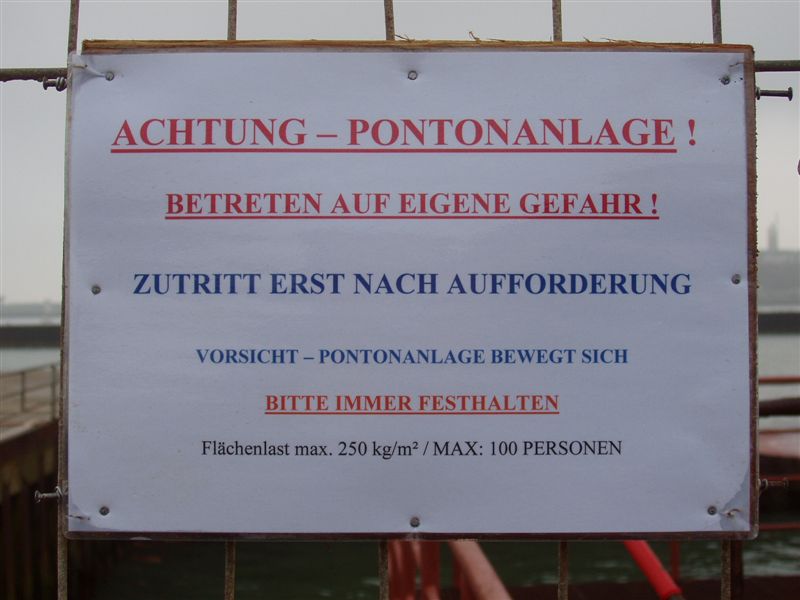 ACHTUNG – PONTONANLAGE !
BETRETEN AUF EIGENE GEFAHR !
ZUTRITT ERST NACH AUFFORDERUNG
VORSICHT – PONTONANLAGE BEWEGT SICH
BITTE IMMER FESTHALTEN
Flächenlast max. 250 kg/m² / MAX: 100 PERSONEN